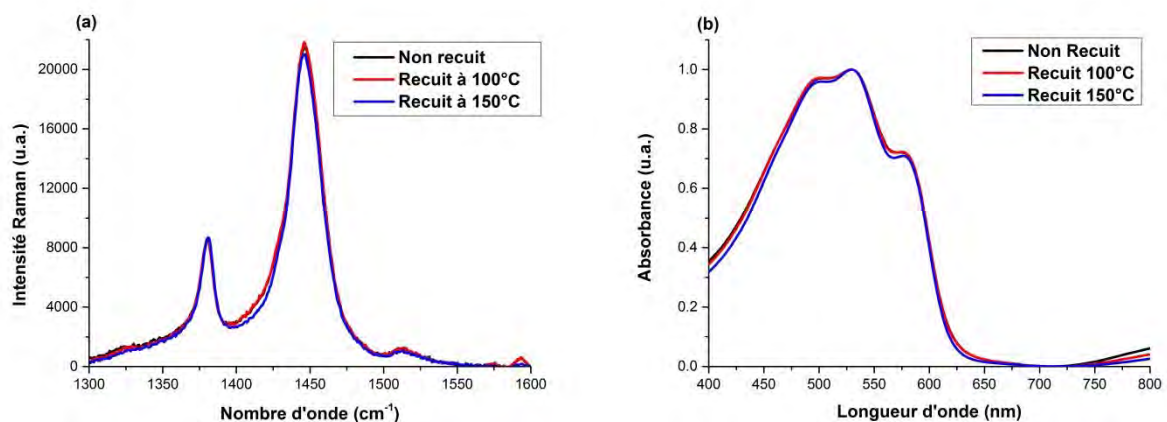 (a)
Intensité Raman (u.a.)
20000
16000
12000
8000
4000
0
Non recuit
Recuit à 100°C
Recuit à 150°C
1300
1350
1400
1450
1500
1550
1600
Nombre d'onde (cm⁻¹)
(b)
Absorbance (u.a.)
1.0
0.8
0.6
0.4
0.2
0.0
Non Recuit
Recuit 100°C
Recuit 150°C
400
450
500
550
600
650
700
750
800
Longueur d'onde (nm)